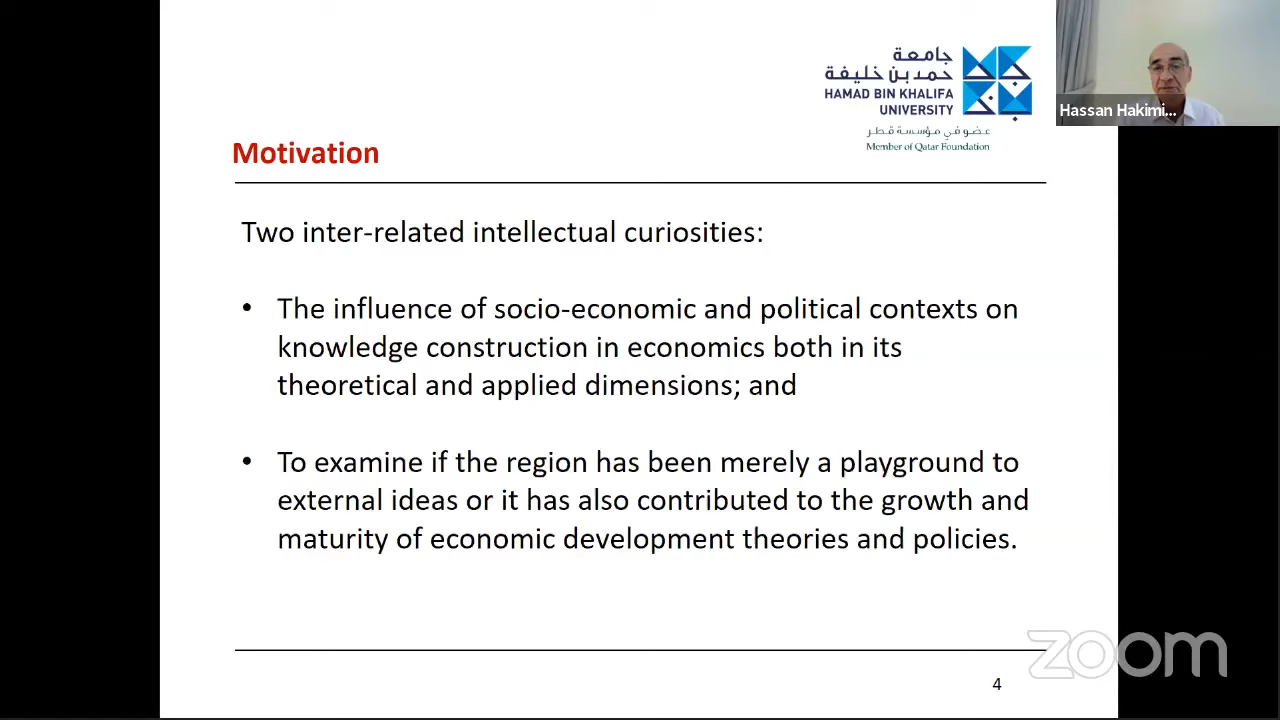 جامعة
حمد بن خليفة
HAMAD BIN KHALIFA
UNIVERSITY
عضو في مؤسسة قطر
Member of Qatar Foundation
Hassan Hakimi...
Motivation
Two inter-related intellectual curiosities:
• The influence of socio-economic and political contexts on
knowledge construction in economics both in its
theoretical and applied dimensions; and
• To examine if the region has been merely a playground to
external ideas or it has also contributed to the growth and
maturity of economic development theories and policies.
zoom
4